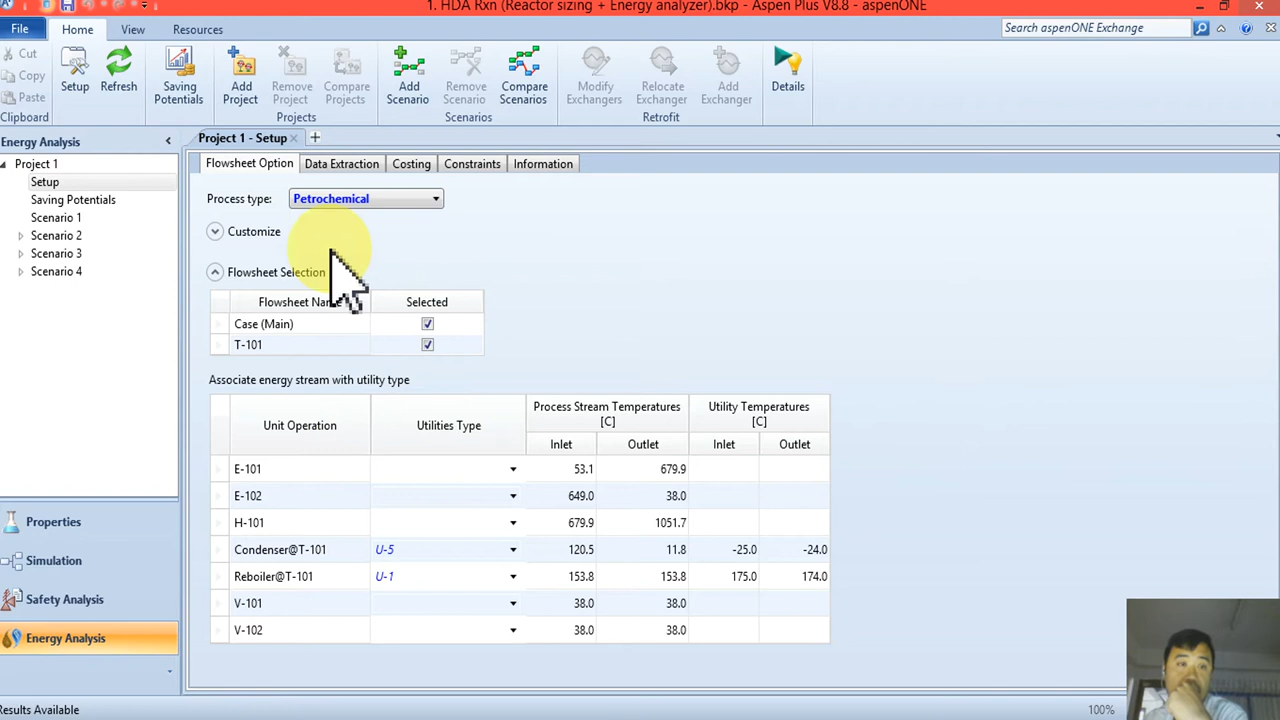 1. HDA Rxn (Reactor sizing + Energy analyzer).bkp - Aspen Plus V8.8 - aspenONE
File Home View Resources Search aspenONE Exchange
Cut
Copy
Paste
Clipboard
Setup
Refresh
Saving Potentials
Add Project
Remove Project
Compare Projects
Projects
Add Scenario
Remove Scenario
Compare Scenarios
Scenarios
Modify Exchangers
Relocate Exchanger
Add Exchanger
Retrofit
Details
Energy Analysis
Project 1
Setup
Saving Potentials
Scenario 1
Scenario 2
Scenario 3
Scenario 4
Properties
Simulation
Safety Analysis
Energy Analysis
Project 1 - Setup
Flowsheet Option Data Extraction Costing Constraints Information
Process type: Petrochemical
Customize
Flowsheet Selection
Flowsheet Selected
Case (Main)
T-101
Associate energy stream with utility type
Unit Operation Utilities Type Process Stream Temperatures [C] Utility Temperatures [C]
Inlet Outlet Inlet Outlet
E-101 53.1 679.9
E-102 649.0 38.0
H-101 679.9 1051.7
Condenser@T-101 U-5 120.5 11.8 -25.0 -24.0
Reboiler@T-101 U-1 153.8 153.8 175.0 174.0
V-101 38.0 38.0
V-102 38.0 38.0
Results Available 100%